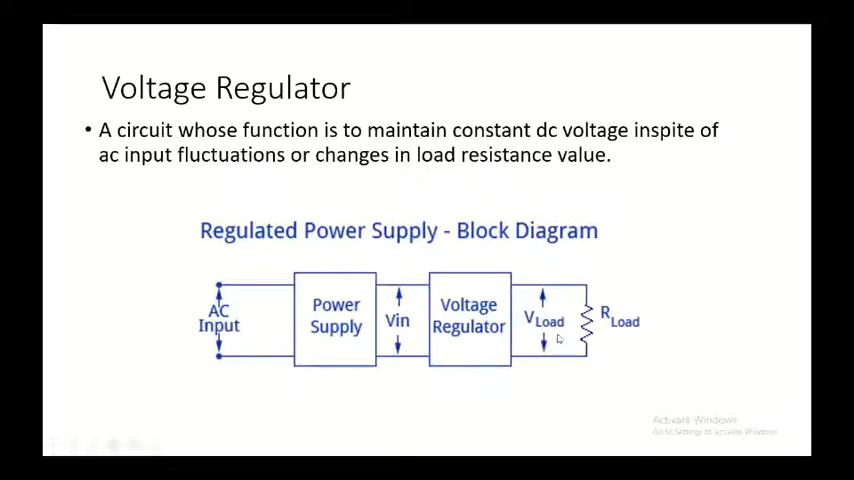 Voltage Regulator
• A circuit whose function is to maintain constant dc voltage inspite of
ac input fluctuations or changes in load resistance value.
Regulated Power Supply - Block Diagram
AC
Input
Power
Supply
Vin
Voltage
Regulator
VLoad
RLoad
Activate Windows
Go to Settings to activate Windows